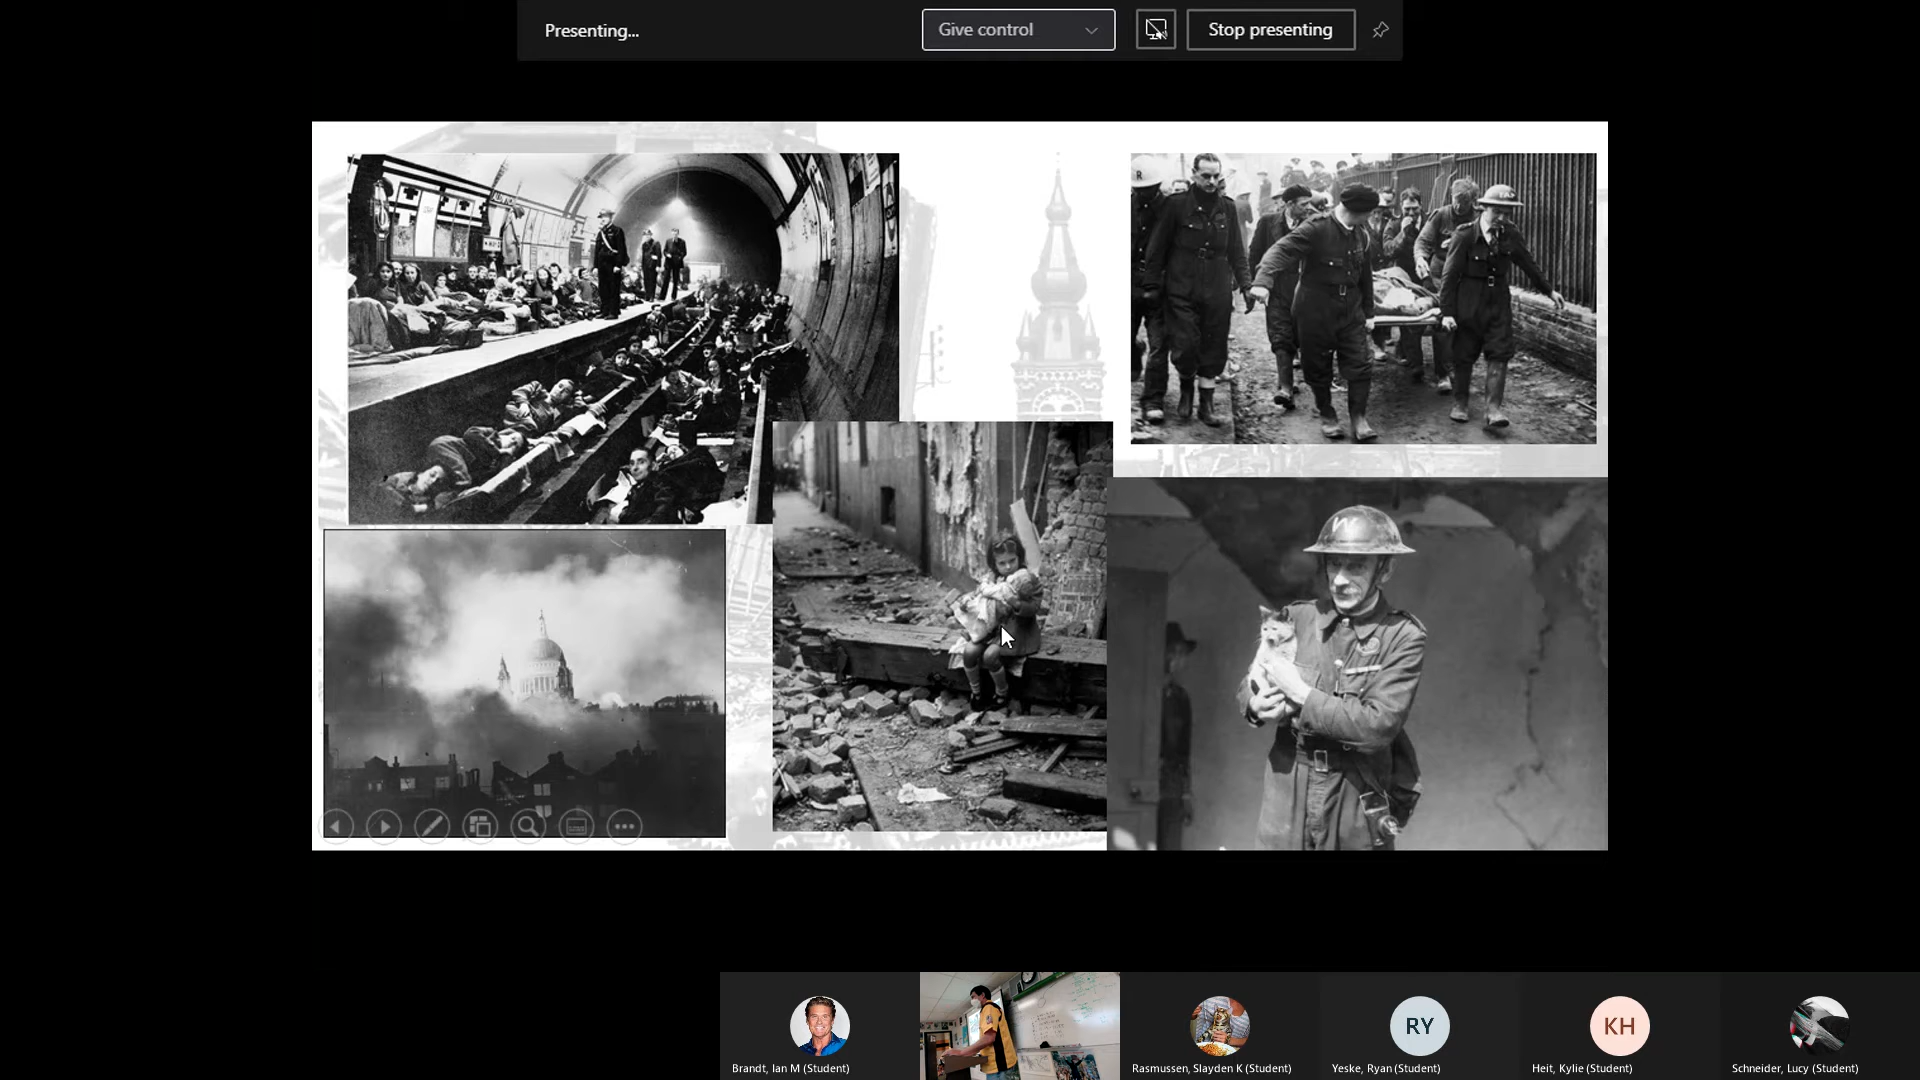 Presenting...
Give control
Stop presenting
R
W
RY
KH
Brandt, Ian M (Student)
Rasmussen, Slayden K (Student)
Yeske, Ryan (Student)
Heit, Kylie (Student)
Schneider, Lucy (Student)